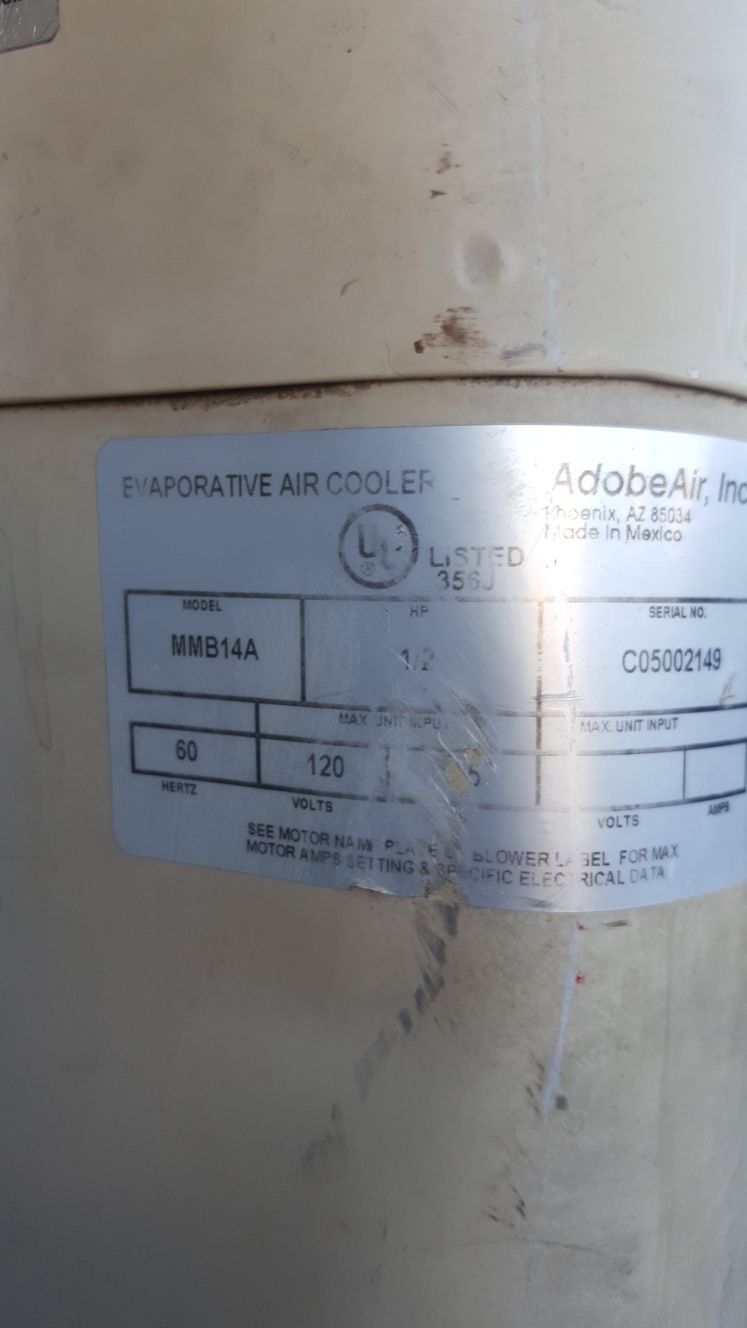 EVAPORATIVE AIR COOLER
AdobeAir, Inc
Phoenix, AZ 85034
Made In Mexico
UL
®
LISTED
MODEL
HP
SERIAL NO.
MMB14A
1/2
C05002149
MAX. UNIT INPUT
MAX. UNIT INPUT
60
120
HERTZ
VOLTS
VOLTS
AMPS
SEE MOTOR NAME PLATE BLOWER LABEL FOR MAX
MOTOR AMPS SETTING & SPECIFIC ELECTRICAL DATA